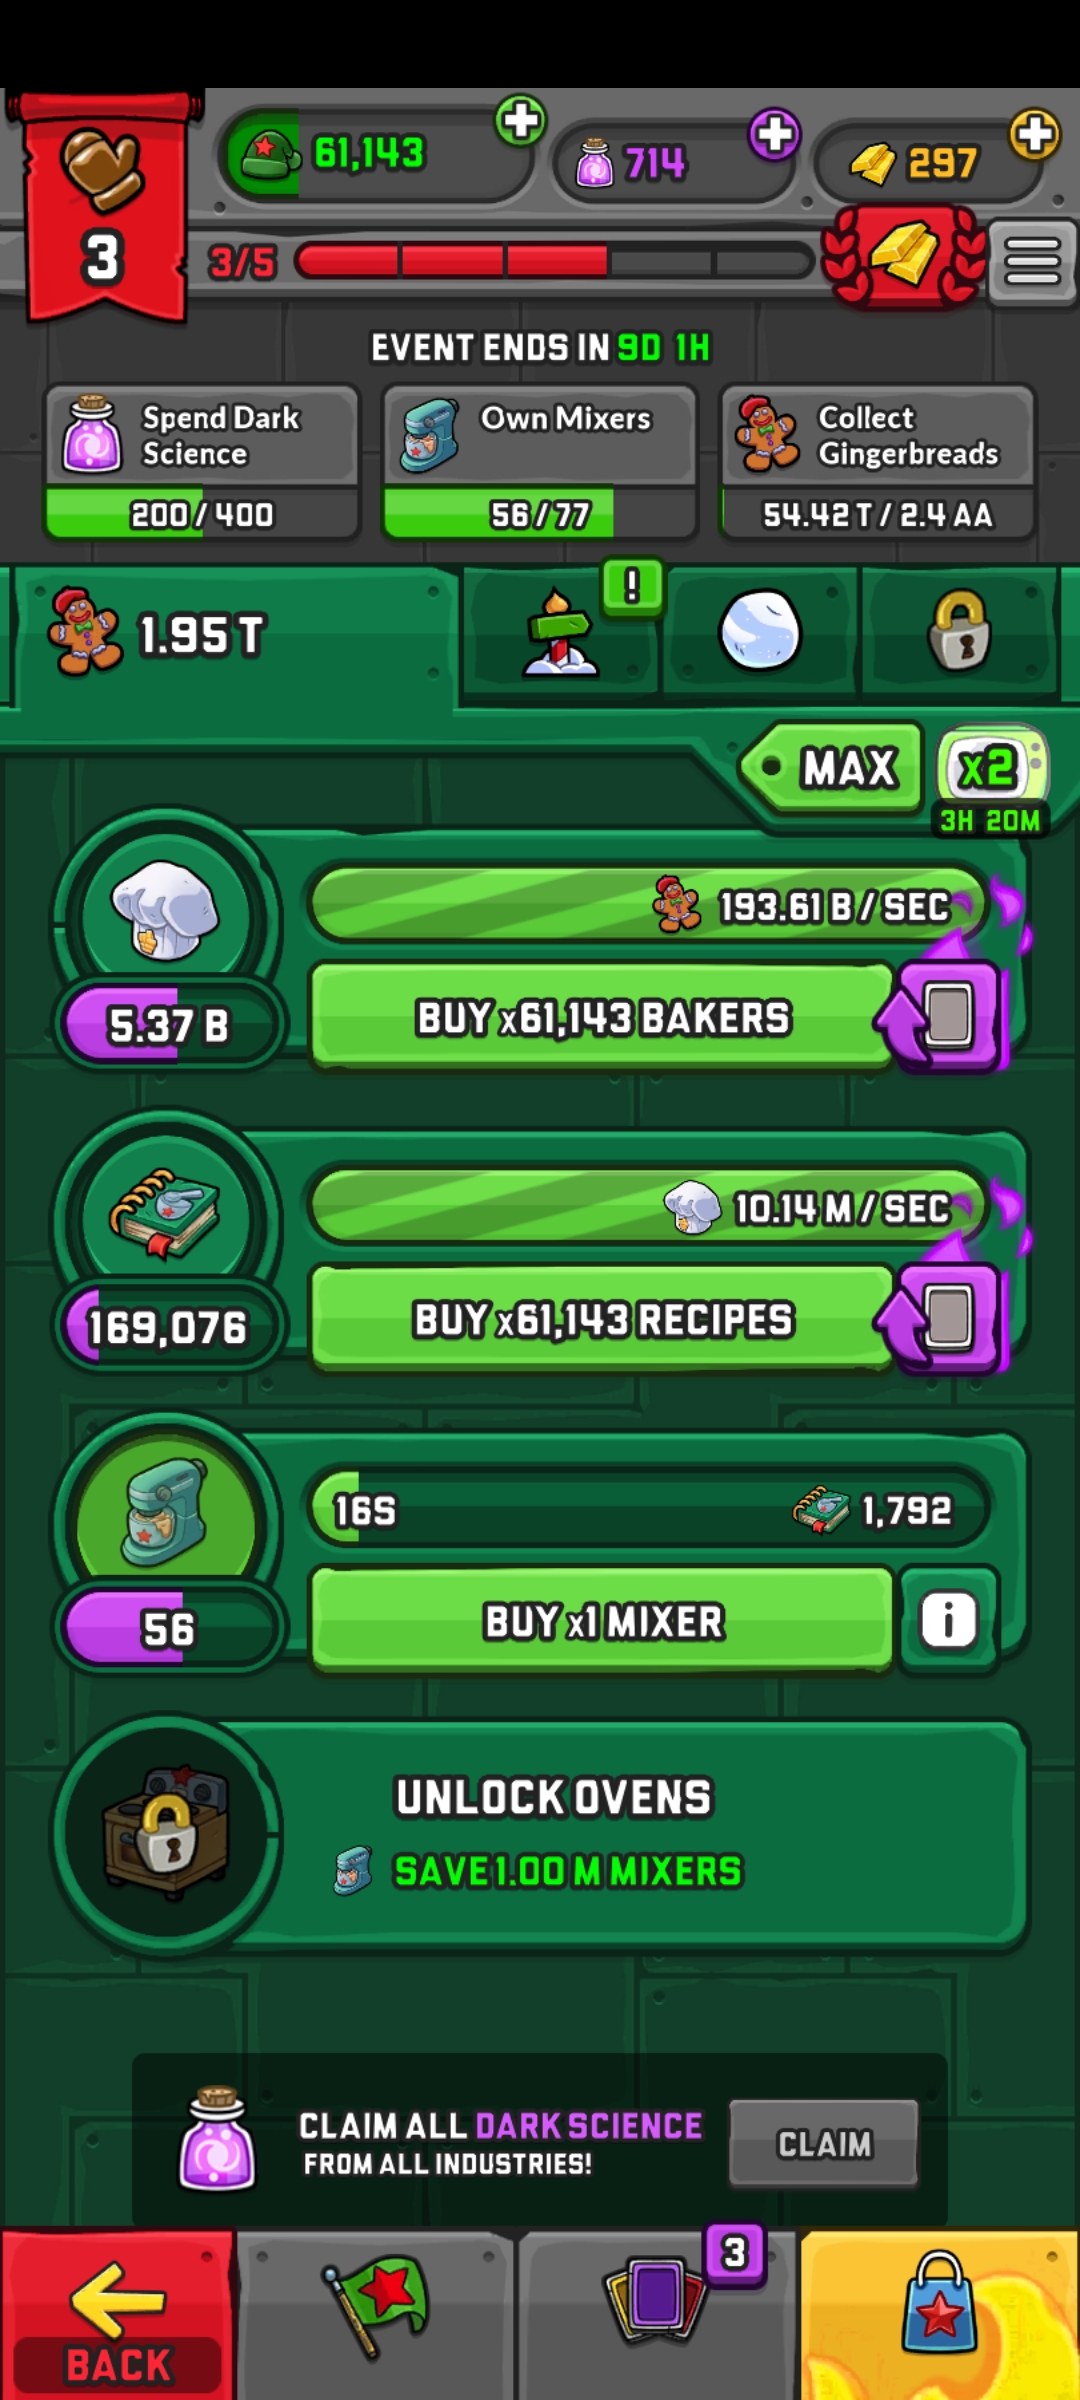 61,143
714
297
3
3/5
EVENT ENDS IN 9D 1H
Spend Dark
Science
200/400
Own Mixers
56/77
Collect
Gingerbreads
54.42 T / 2.4 AA
!
1.95 T
MAX
x2
3H 20M
193.61 B / SEC
5.37 B
BUY x61,143 BAKERS
10.14 M / SEC
169,076
BUY x61,143 RECIPES
16S
1,792
56
BUY x1 MIXER
i
UNLOCK OVENS
SAVE 1.00 M MIXERS
CLAIM ALL DARK SCIENCE
FROM ALL INDUSTRIES!
CLAIM
3
BACK